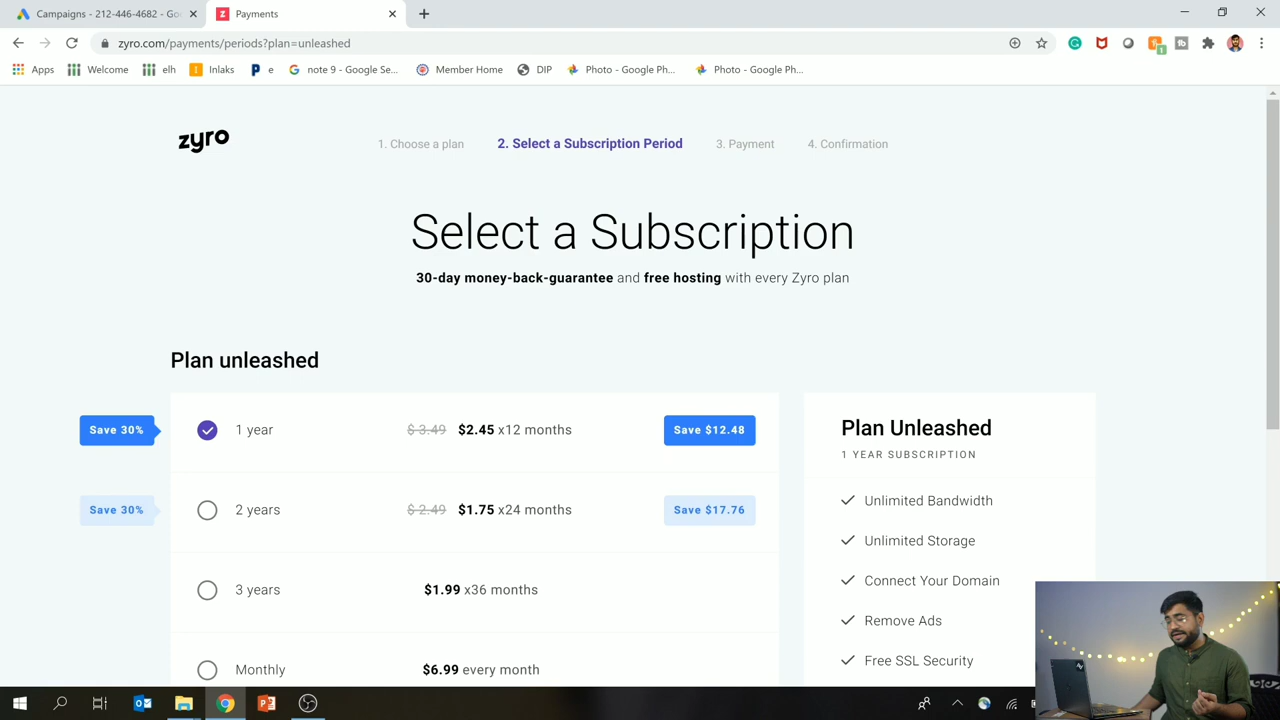 Campaigns - 212-446-4682 - Go
Payments
zyro.com/payments/periods?plan=unleashed
Apps
Welcome
elh
Inlaks
e
note 9 - Google Se...
Member Home
DIP
Photo - Google Ph...
Photo - Google Ph...
zyro
1. Choose a plan
2. Select a Subscription Period
3. Payment
4. Confirmation
Select a Subscription
30-day money-back-guarantee and free hosting with every Zyro plan
Plan unleashed
Save 30%
1 year
$ 3.49 $2.45 x12 months
Save $12.48
Save 30%
2 years
$ 2.49 $1.75 x24 months
Save $17.76
3 years
$1.99 x36 months
Monthly
$6.99 every month
Plan Unleashed
1 YEAR SUBSCRIPTION
Unlimited Bandwidth
Unlimited Storage
Connect Your Domain
Remove Ads
Free SSL Security